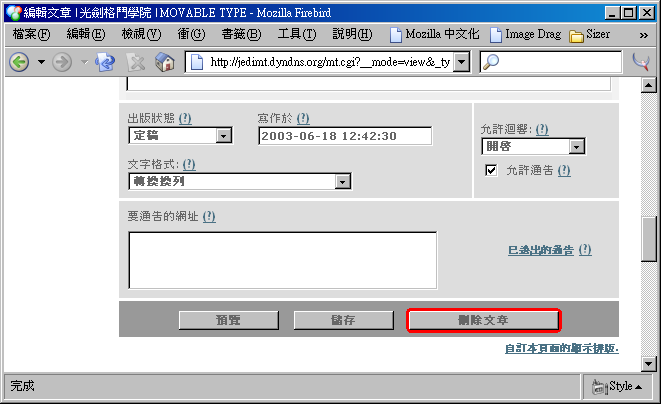 編輯文章 | 光劍格鬥學院 | MOVABLE TYPE - Mozilla Firebird
檔案(F) 編輯(E) 檢視(V) 衝(G) 書籤(B) 工具(T) 說明(H) Mozilla 中文化 Image Drag Sizer »
http://jedimt.dyndns.org/mt.cgi?__mode=view&_ty
出版狀態 (?) 寫作於 (?)
允許迴響: (?)
定稿 2003-06-18 12:42:30
開啓
文字格式: (?)
允許通告 (?)
轉換換列
要通告的網址 (?)
已送出的通告 (?)
預覽 儲存 刪除文章
自訂本頁面的顯示排版.
完成 Style